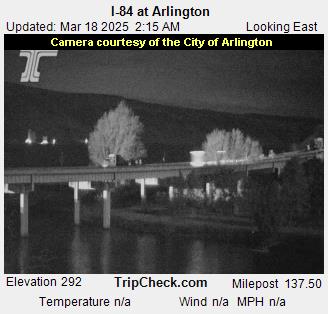 I-84 at Arlington
Updated: Mar 18 2025 2:15 AM Looking East
Camera courtesy of the City of Arlington
Elevation 292 TripCheck.com Milepost 137.50
Temperature n/a Wind n/a MPH n/a